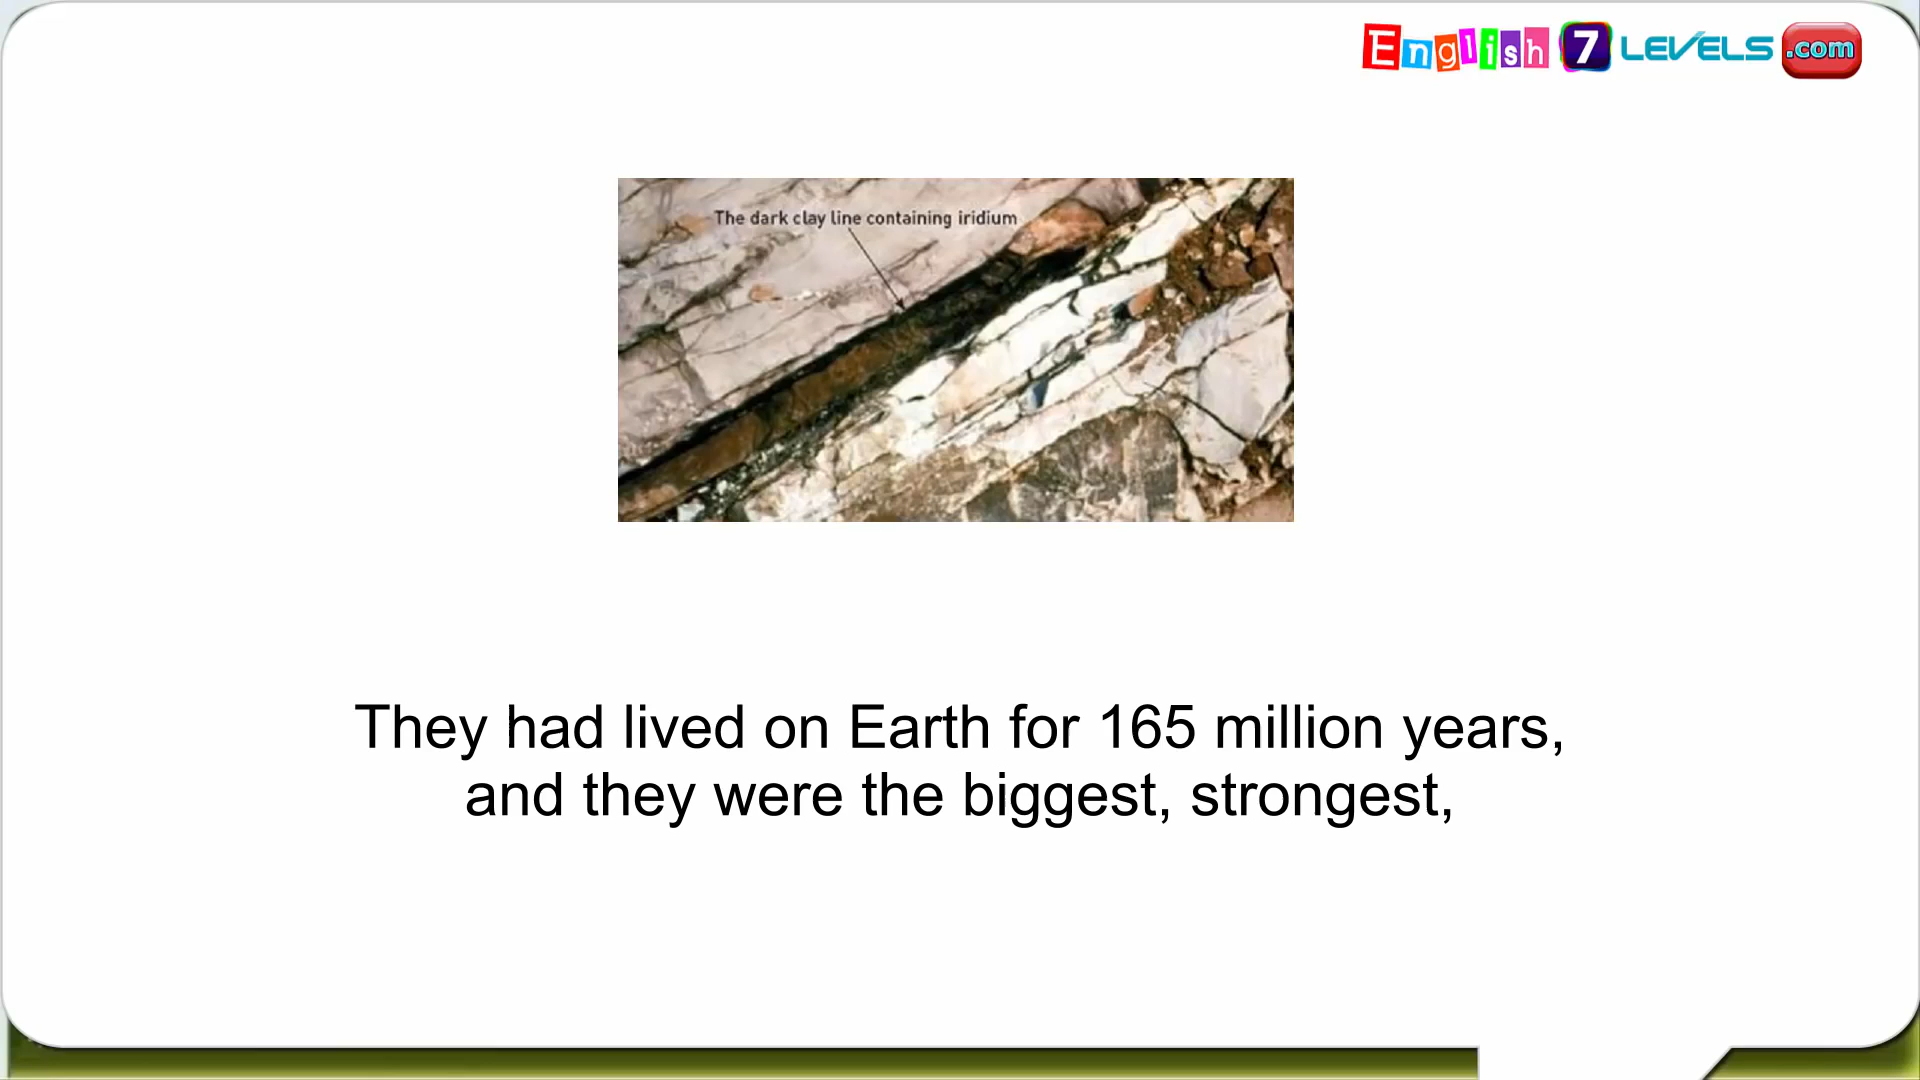 English 7 LEVELS .com
The dark clay line containing iridium
They had lived on Earth for 165 million years,
and they were the biggest, strongest,